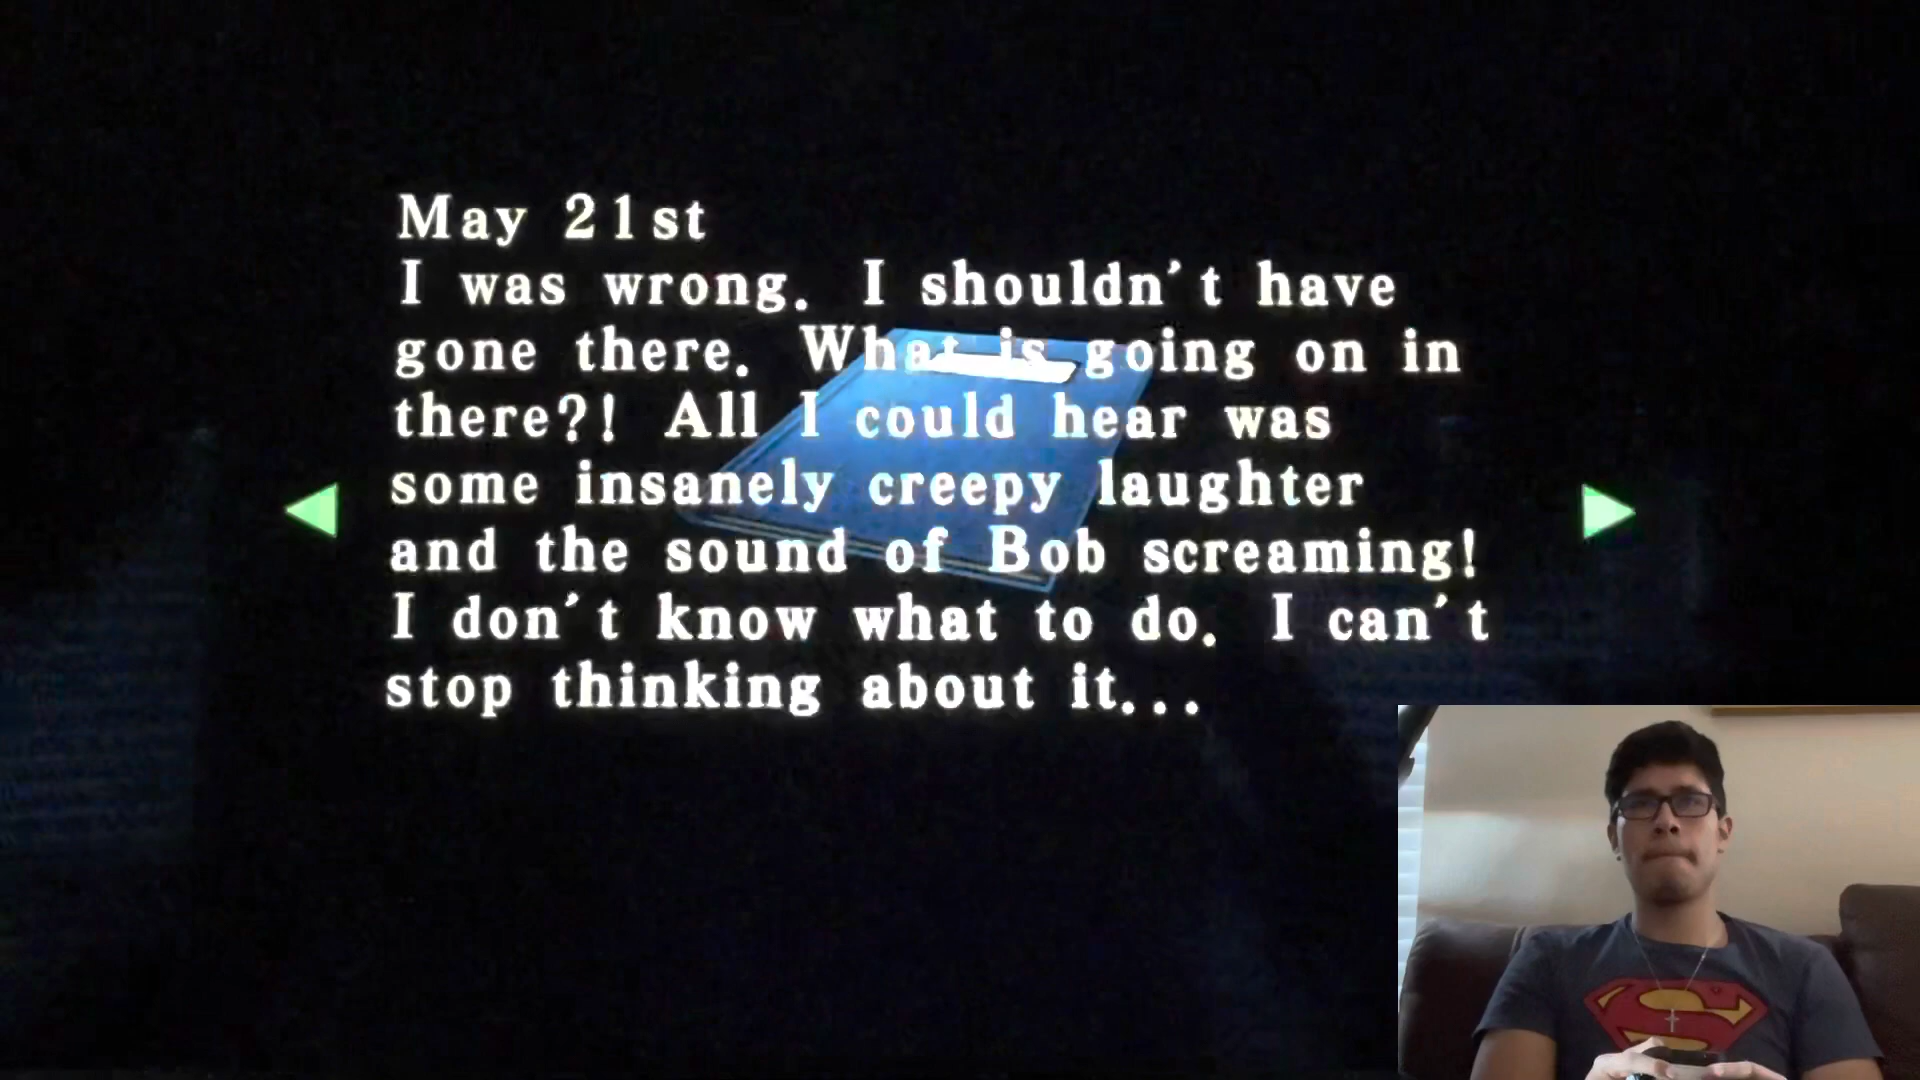 May 21st
I was wrong. I shouldn't have
gone there. What is going on in
there?! All I could hear was
some insanely creepy laughter
and the sound of Bob screaming!
I don't know what to do. I can't
stop thinking about it...
S